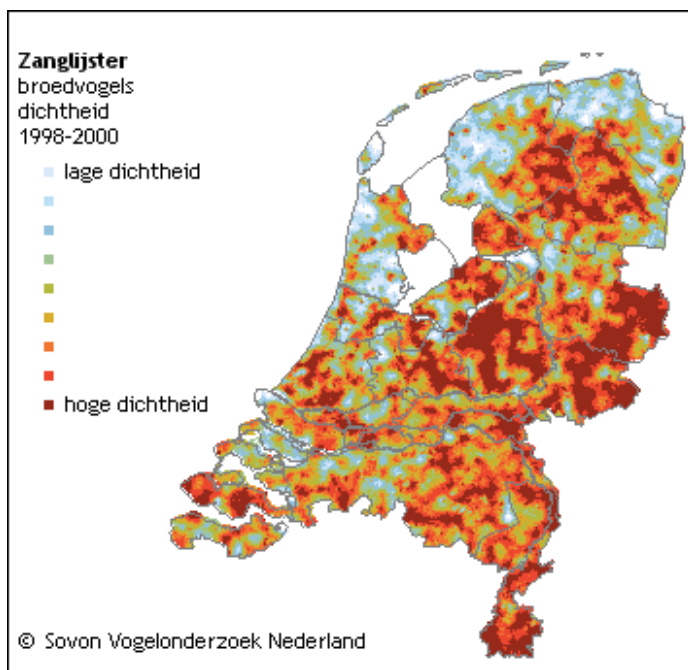 Zanglijster
broedvogels
dichtheid
1998-2000
lage dichtheid
hoge dichtheid
© Sovon Vogelonderzoek Nederland